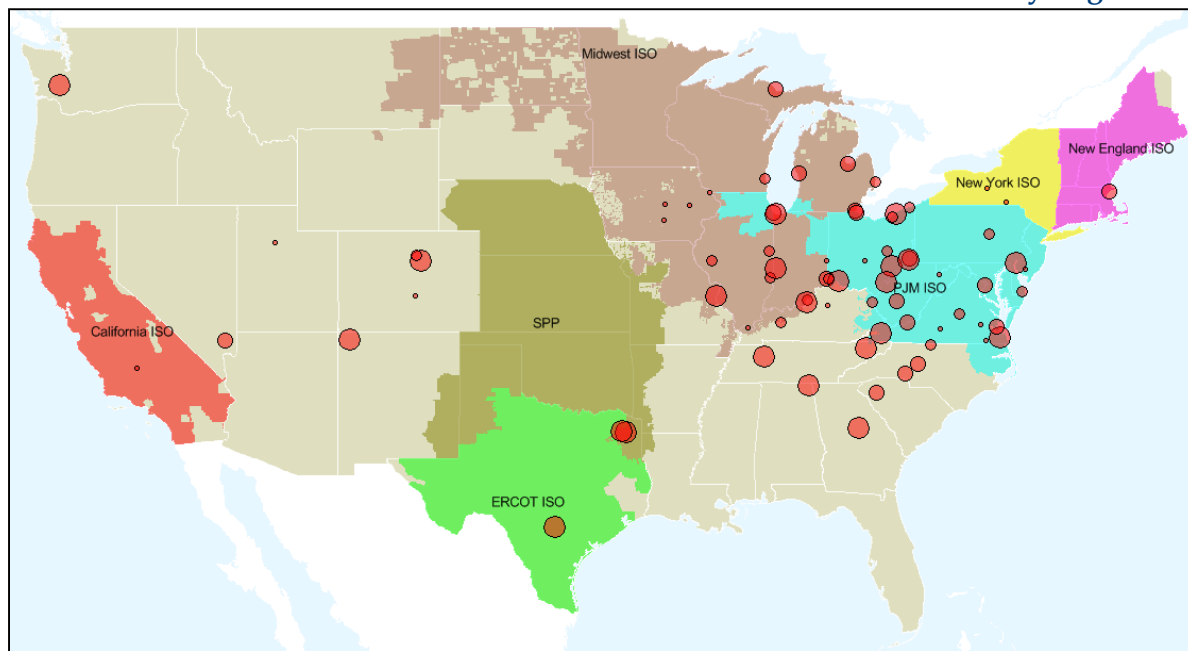 Midwest ISO
New England ISO
New York ISO
PJM ISO
California ISO
SPP
ERCOT ISO